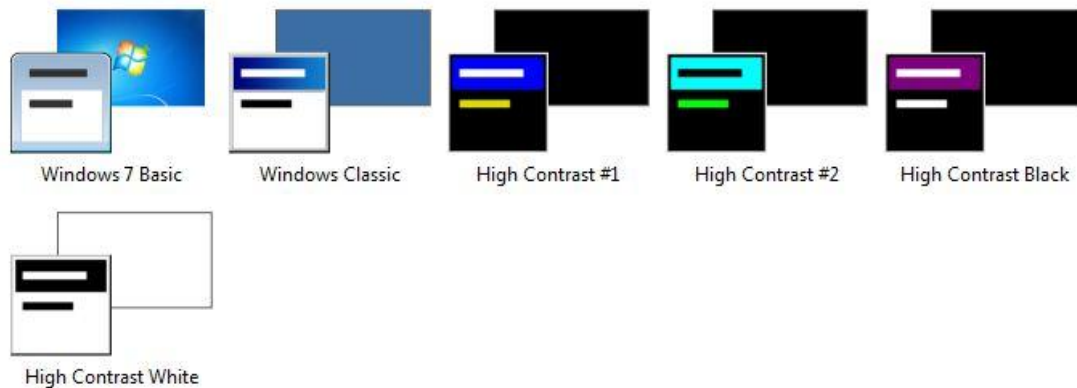 Windows 7 Basic
Windows Classic
High Contrast #1
High Contrast #2
High Contrast Black
High Contrast White